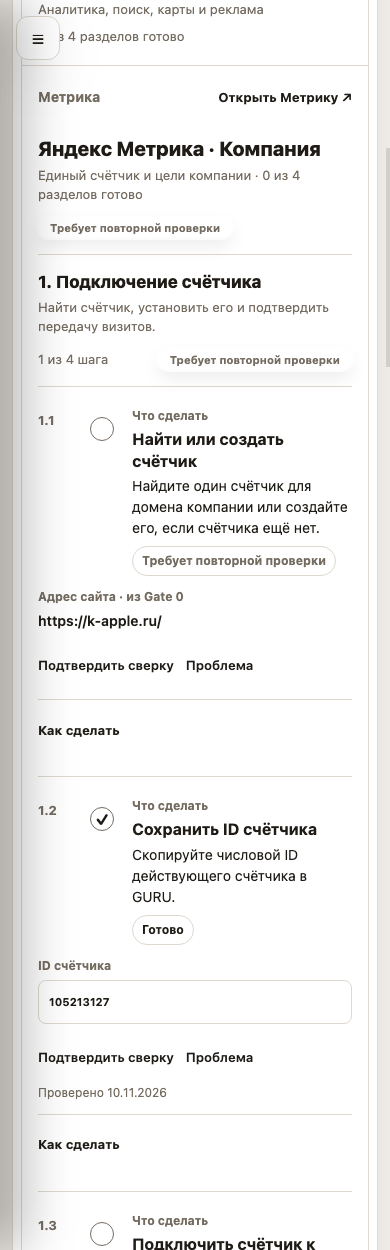 Аналитика, поиск, карты и реклама
из 4 разделов готово
Метрика
Открыть Метрику ↗
Яндекс Метрика · Компания
Единый счётчик и цели компании · 0 из 4
разделов готово
Требует повторной проверки
1. Подключение счётчика
Найти счётчик, установить его и подтвердить
передачу визитов.
1 из 4 шага
Требует повторной проверки
1.1
Что сделать
Найти или создать
счётчик
Найдите один счётчик для
домена компании или создайте
его, если счётчика ещё нет.
Требует повторной проверки
Адрес сайта · из Gate 0
https://k-apple.ru/
Подтвердить сверку Проблема
Как сделать
1.2
Что сделать
Сохранить ID счётчика
Скопируйте числовой ID
действующего счётчика в
GURU.
Готово
ID счётчика
105213127
Подтвердить сверку Проблема
Проверено 10.11.2026
Как сделать
1.3
Что сделать
Подключить счётчик к